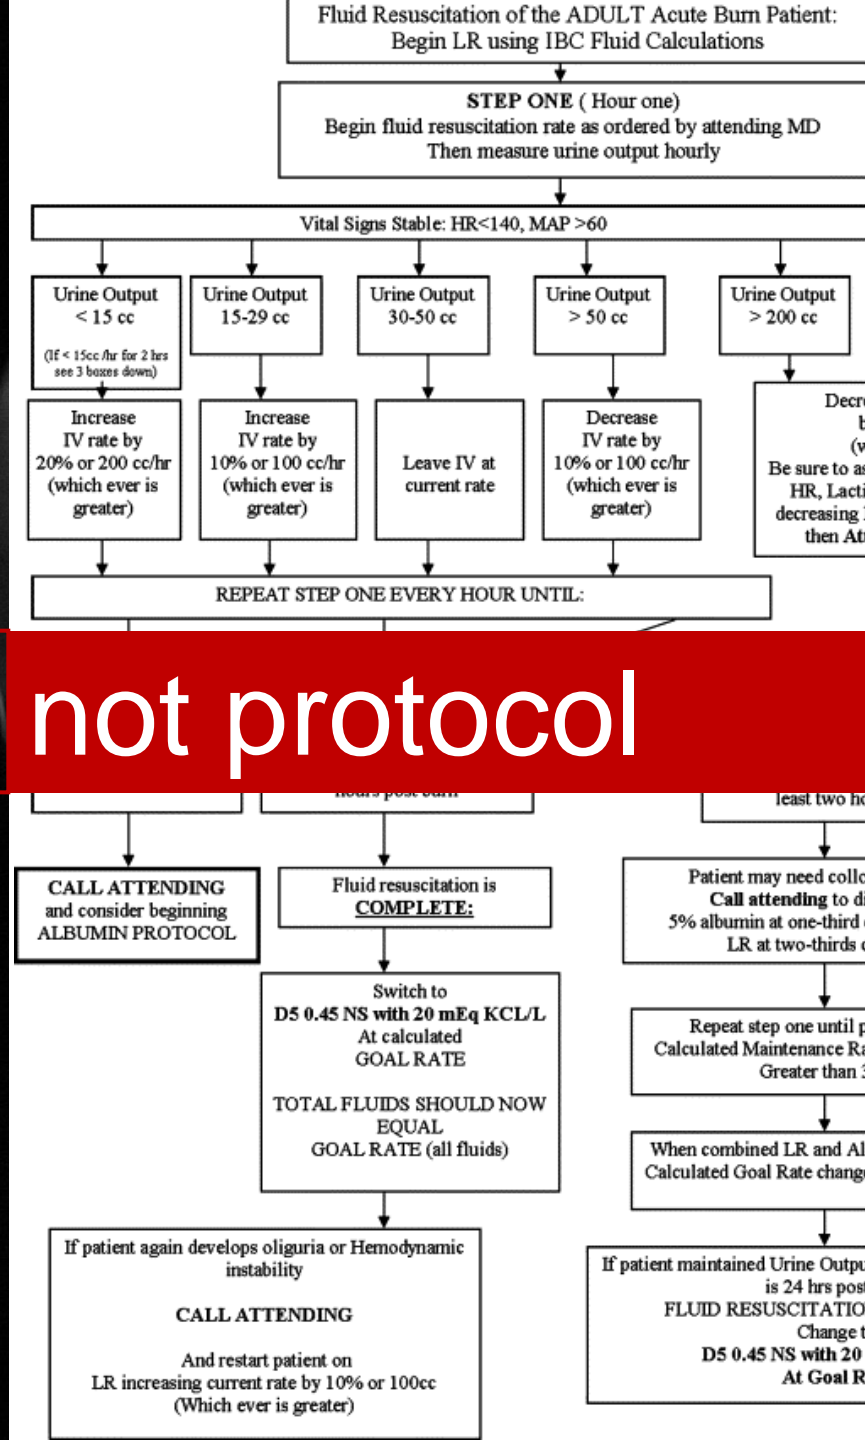 Fluid Resuscitation of the ADULT Acute Burn Patient:
Begin LR using IBC Fluid Calculations
STEP ONE ( Hour one)
Begin fluid resuscitation rate as ordered by attending MD
Then measure urine output hourly
Vital Signs Stable: HR<140, MAP >60
Urine Output
< 15 cc
(If < 15cc /hr for 2 hrs
see 3 boxes down)
Urine Output
15-29 cc
Urine Output
30-50 cc
Urine Output
> 50 cc
Urine Output
> 200 cc
Increase
IV rate by
20% or 200 cc/hr
(which ever is
greater)
Increase
IV rate by
10% or 100 cc/hr
(which ever is
greater)
Leave IV at
current rate
Decrease
IV rate by
10% or 100 cc/hr
(which ever is
greater)
Be sure to
HR,
decreasing
then
REPEAT STEP ONE EVERY HOUR UNTIL:
not protocol
hours post burn
least two
CALL ATTENDING
and consider beginning
ALBUMIN PROTOCOL
Fluid resuscitation is
COMPLETE:
Switch to
D5 0.45 NS with 20 mEq KCL/L
At calculated
GOAL RATE
TOTAL FLUIDS SHOULD NOW
EQUAL
GOAL RATE (all fluids)
If patient again develops oliguria or Hemodynamic
instability
CALL ATTENDING
And restart patient on
LR increasing current rate by 10% or 100cc
(Which ever is greater)
Patient may need
Call attending to
5% albumin at one-third
LR at two-thirds
Repeat step one until
Calculated Maintenance
Greater than
When combined LR and
Calculated Goal Rate
If patient maintained Urine
is 24 hrs
FLUID
Change
D5 0.45 NS with 20
At Goal